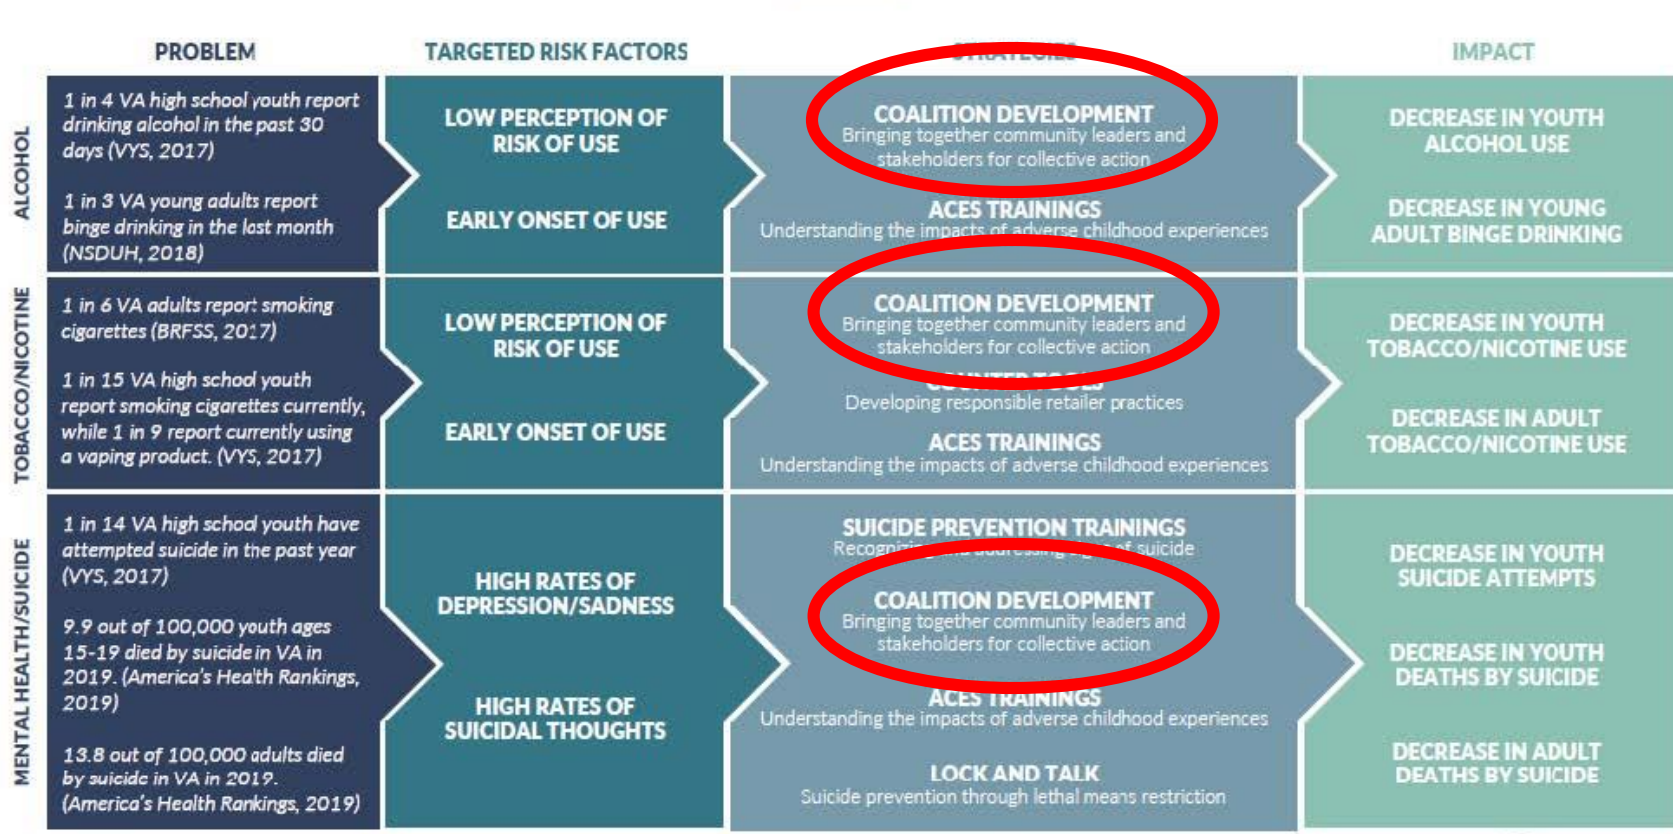 PROBLEM
TARGETED RISK FACTORS
STRATEGIES
IMPACT
ALCOHOL
1 in 4 VA high school youth report
drinking alcohol in the past 30
days (VYS, 2017)
1 in 3 VA young adults report
binge drinking in the last month
(NSDUH, 2018)
LOW PERCEPTION OF
RISK OF USE
EARLY ONSET OF USE
COALITION DEVELOPMENT
Bringing together community leaders and
stakeholders for collective action
ACES TRAININGS
Understanding the impacts of adverse childhood experiences
DECREASE IN YOUTH
ALCOHOL USE
DECREASE IN YOUNG
ADULT BINGE DRINKING
TOBACCO/NICOTINE
1 in 6 VA adults report smoking
cigarettes (BRFSS, 2017)
1 in 15 VA high school youth
report smoking cigarettes currently,
while 1 in 9 report currently using
a vaping product. (VYS, 2017)
LOW PERCEPTION OF
RISK OF USE
EARLY ONSET OF USE
COALITION DEVELOPMENT
Bringing together community leaders and
stakeholders for collective action
COUNTER TOOLS
Developing responsible retailer practices
ACES TRAININGS
Understanding the impacts of adverse childhood experiences
DECREASE IN YOUTH
TOBACCO/NICOTINE USE
DECREASE IN ADULT
TOBACCO/NICOTINE USE
MENTAL HEALTH/SUICIDE
1 in 14 VA high school youth have
attempted suicide in the past year
(VYS, 2017)
9.9 out of 100,000 youth ages
15-19 died by suicide in VA in
2019. (America's Health Rankings,
2019)
13.8 out of 100,000 adults died
by suicide in VA in 2019.
(America's Health Rankings, 2019)
HIGH RATES OF
DEPRESSION/SADNESS
HIGH RATES OF
SUICIDAL THOUGHTS
SUICIDE PREVENTION TRAININGS
Recognizing and addressing signs of suicide
COALITION DEVELOPMENT
Bringing together community leaders and
stakeholders for collective action
ACES TRAININGS
Understanding the impacts of adverse childhood experiences
LOCK AND TALK
Suicide prevention through lethal means restriction
DECREASE IN YOUTH
SUICIDE ATTEMPTS
DECREASE IN YOUTH
DEATHS BY SUICIDE
DECREASE IN ADULT
DEATHS BY SUICIDE